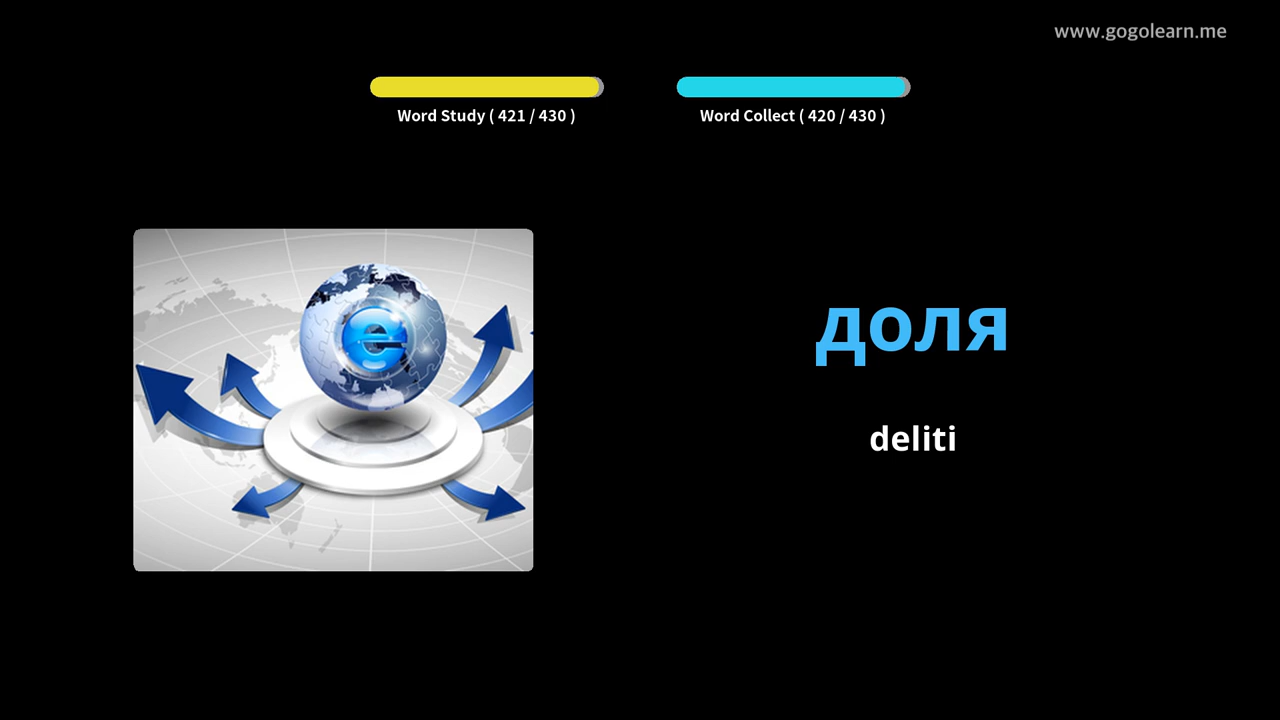 www.gogolearn.me
Word Study ( 421 / 430 )
Word Collect ( 420 / 430 )
e
доля
deliti